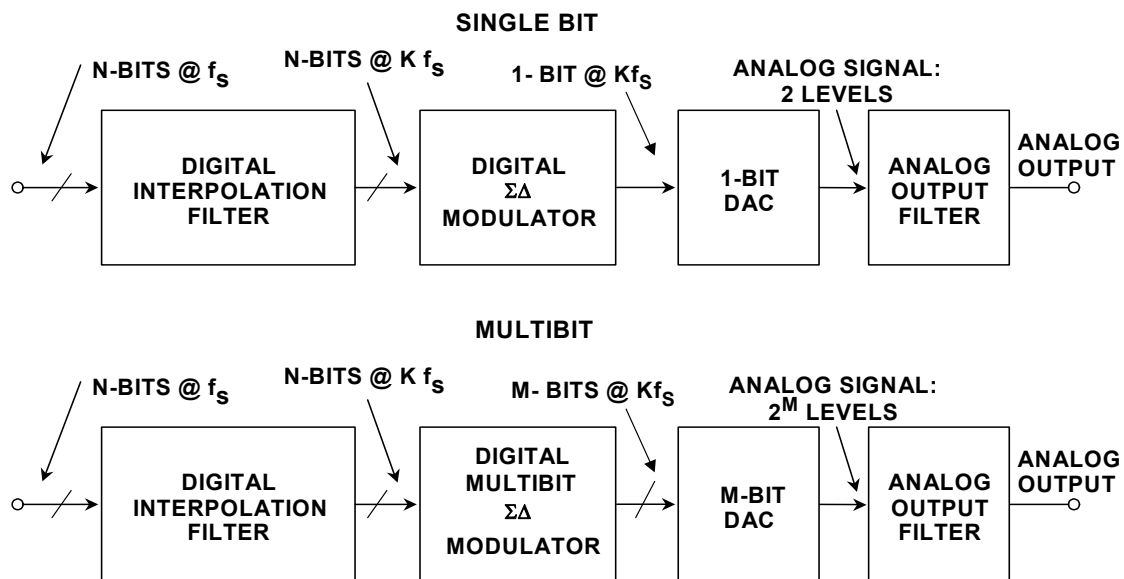 SINGLE BIT
N-BITS @ fS
N-BITS @ K fS
1- BIT @ KfS
ANALOG SIGNAL:
2 LEVELS
DIGITAL
INTERPOLATION
FILTER
DIGITAL
ΣΔ
MODULATOR
1-BIT
DAC
ANALOG
OUTPUT
FILTER
ANALOG
OUTPUT
MULTIBIT
N-BITS @ fS
N-BITS @ K fS
M- BITS @ KfS
ANALOG SIGNAL:
2^M LEVELS
DIGITAL
INTERPOLATION
FILTER
DIGITAL
MULTIBIT
ΣΔ
MODULATOR
M-BIT
DAC
ANALOG
OUTPUT
FILTER
ANALOG
OUTPUT